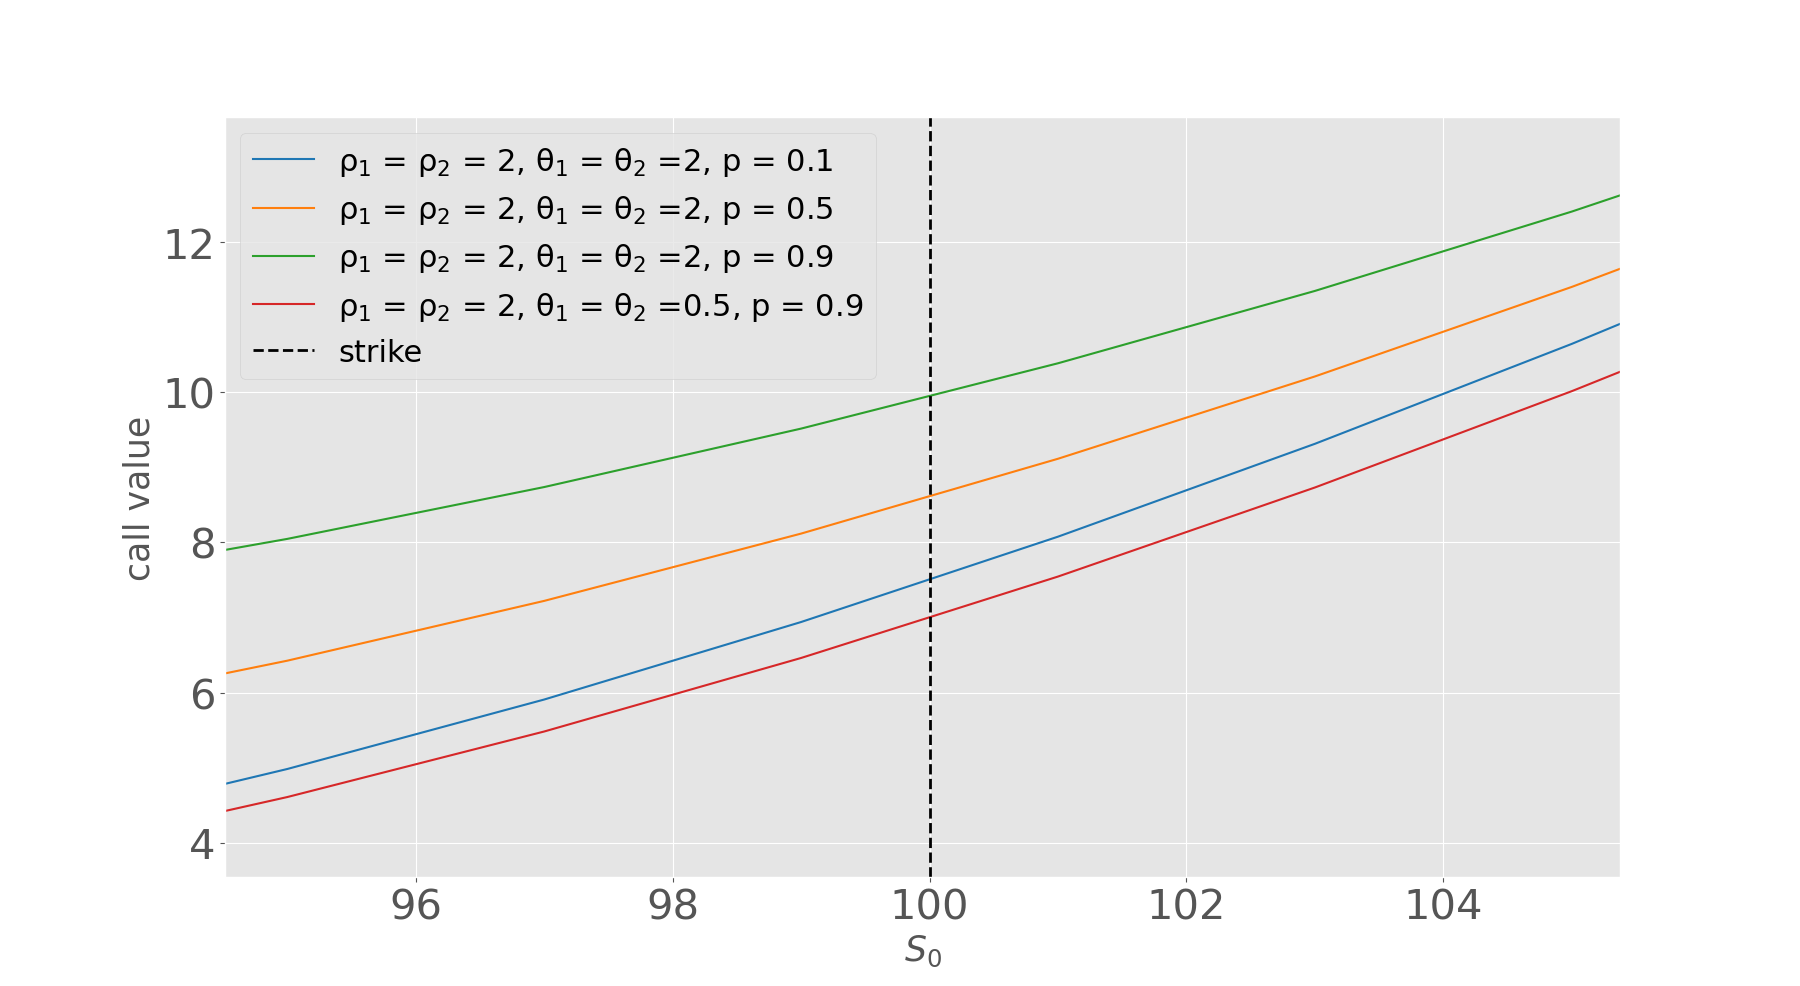 ρ₁ = ρ₂ = 2, θ₁ = θ₂ =2, p = 0.1
ρ₁ = ρ₂ = 2, θ₁ = θ₂ =2, p = 0.5
ρ₁ = ρ₂ = 2, θ₁ = θ₂ =2, p = 0.9
ρ₁ = ρ₂ = 2, θ₁ = θ₂ =0.5, p = 0.9
strike
12
10
8
6
4
call value
96 98 100 102 104
S₀